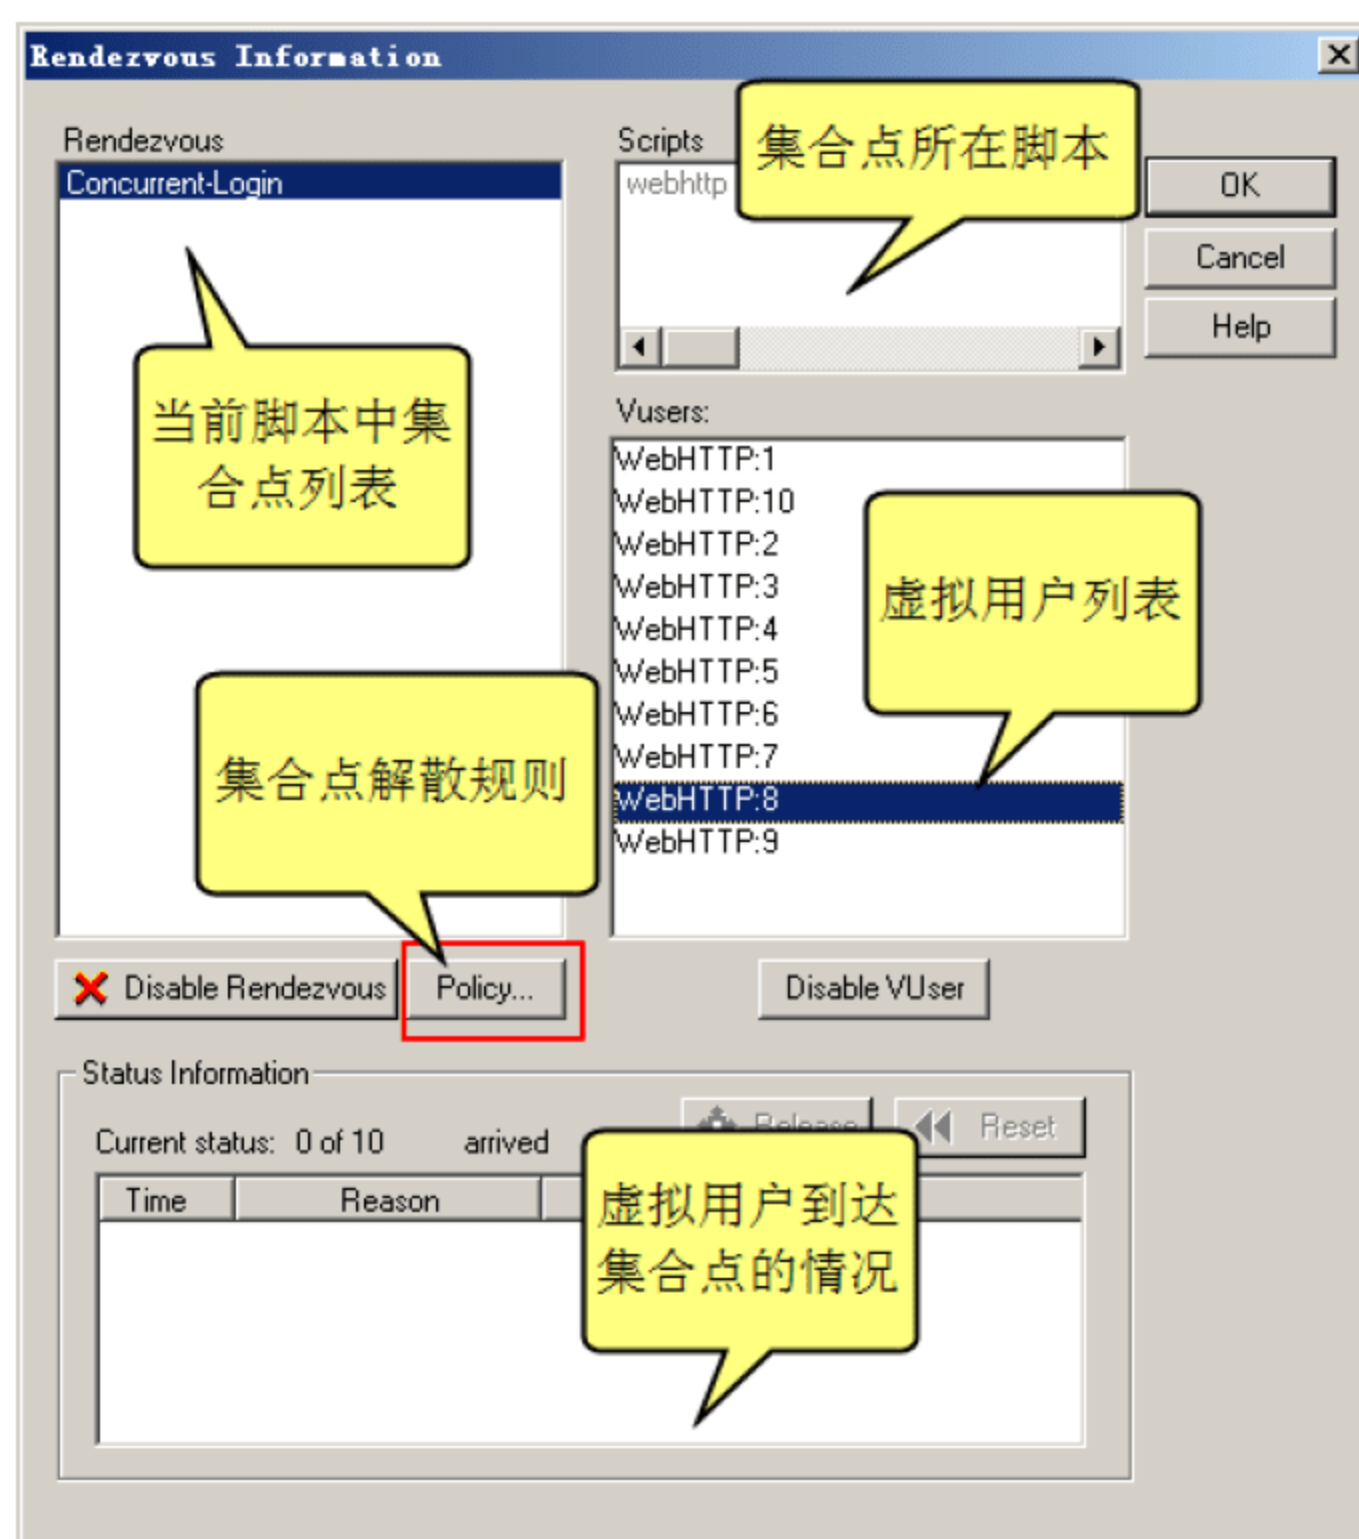 Rendezvous Information
Rendezvous
Concurrent-Login
当前脚本中集
合点列表
集合点解散规则
Disable Rendezvous
Policy...
Scripts
webhttp
集合点所在脚本
OK
Cancel
Help
Vusers:
WebHTTP:1
WebHTTP:10
WebHTTP:2
WebHTTP:3
WebHTTP:4
WebHTTP:5
WebHTTP:6
WebHTTP:7
WebHTTP:8
WebHTTP:9
虚拟用户列表
Disable VUser
Status Information
Current status: 0 of 10 arrived
Release
Reset
Time Reason
虚拟用户到达
集合点的情况